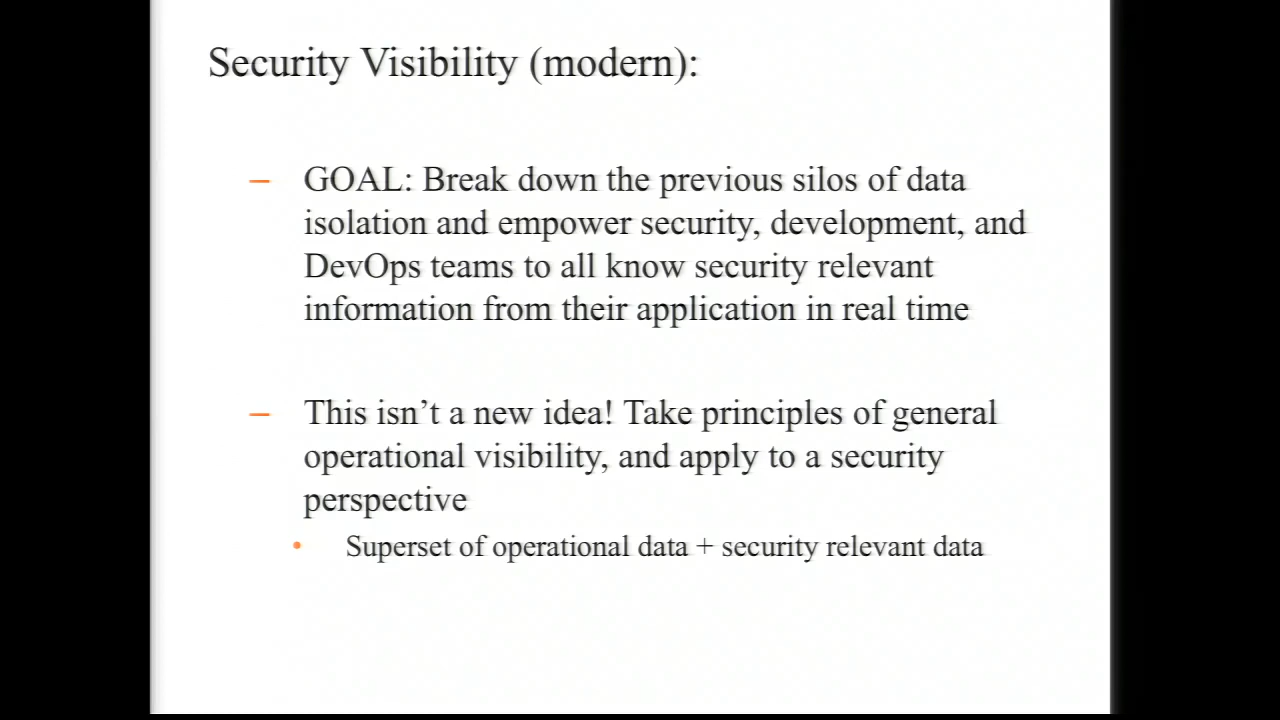 Security Visibility (modern):
– GOAL: Break down the previous silos of data
isolation and empower security, development, and
DevOps teams to all know security relevant
information from their application in real time
– This isn’t a new idea! Take principles of general
operational visibility, and apply to a security
perspective
• Superset of operational data + security relevant data